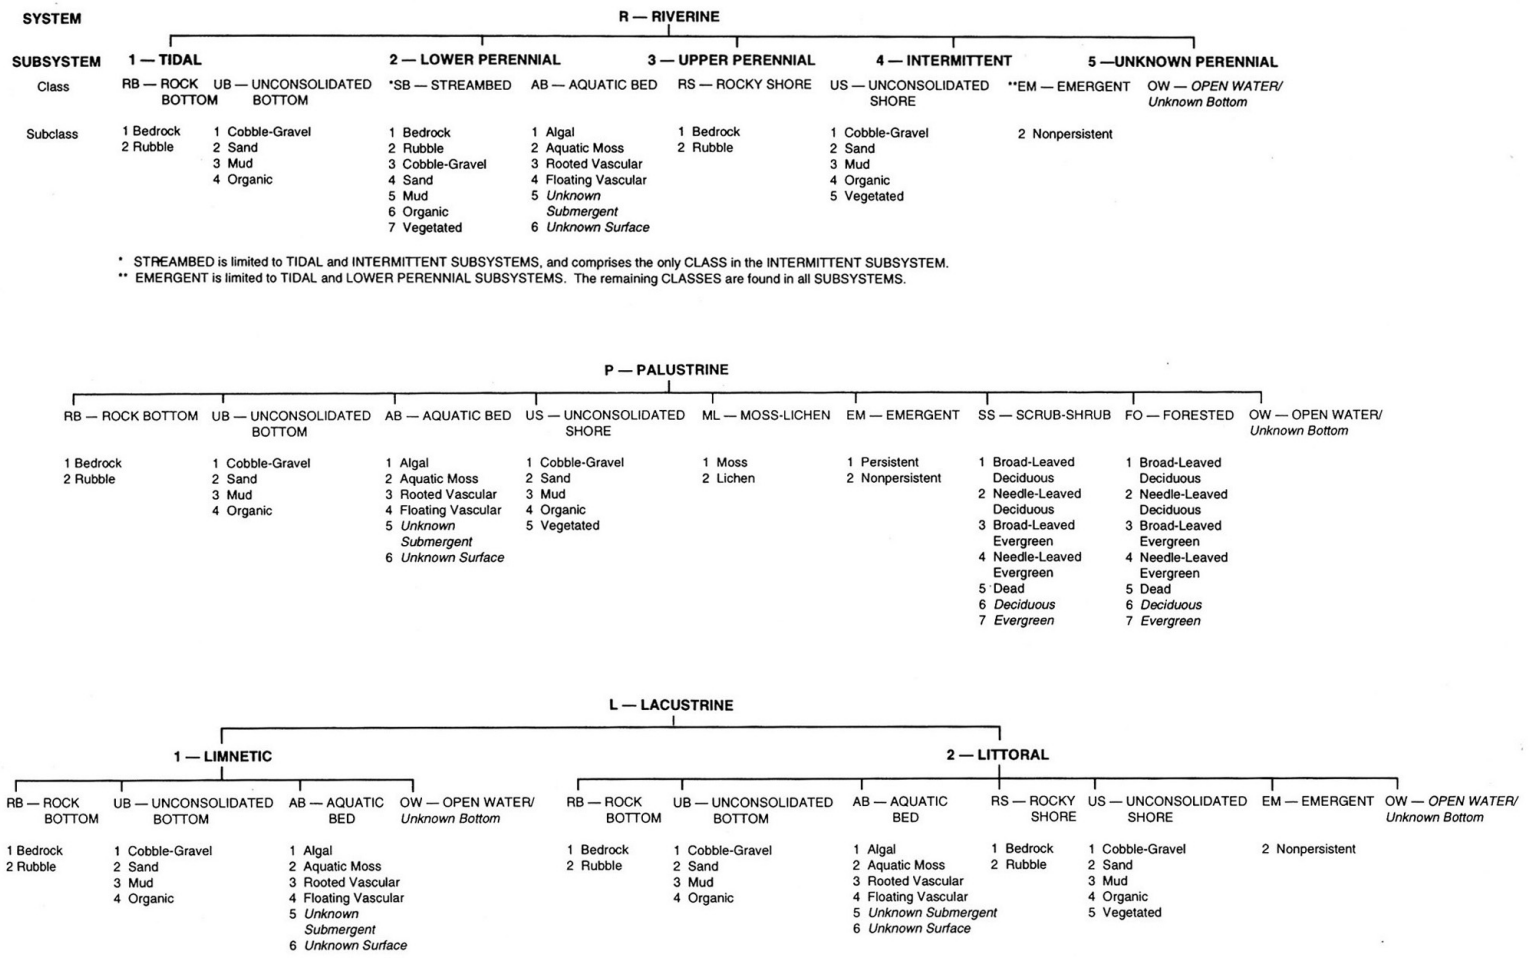 SYSTEM
R — RIVERINE
SUBSYSTEM 1 — TIDAL 2 — LOWER PERENNIAL 3 — UPPER PERENNIAL 4 — INTERMITTENT 5 —UNKNOWN PERENNIAL
Class RB — ROCK UB — UNCONSOLIDATED *SB — STREAMBED AB — AQUATIC BED RS — ROCKY SHORE US — UNCONSOLIDATED **EM — EMERGENT OW — OPEN WATER/
BOTTOM BOTTOM SHORE Unknown Bottom
Subclass 1 Bedrock 1 Cobble-Gravel 1 Bedrock 1 Algal 1 Bedrock 1 Cobble-Gravel 2 Nonpersistent
2 Rubble 2 Sand 2 Rubble 2 Aquatic Moss 2 Rubble 2 Sand
3 Mud 3 Cobble-Gravel 3 Rooted Vascular 3 Mud
4 Organic 4 Sand 4 Floating Vascular 4 Organic
5 Mud 5 Unknown 5 Vegetated
6 Organic Submergent
7 Vegetated 6 Unknown Surface
* STREAMBED is limited to TIDAL and INTERMITTENT SUBSYSTEMS, and comprises the only CLASS in the INTERMITTENT SUBSYSTEM.
** EMERGENT is limited to TIDAL and LOWER PERENNIAL SUBSYSTEMS. The remaining CLASSES are found in all SUBSYSTEMS.
P — PALUSTRINE
RB — ROCK BOTTOM UB — UNCONSOLIDATED AB — AQUATIC BED US — UNCONSOLIDATED ML — MOSS-LICHEN EM — EMERGENT SS — SCRUB-SHRUB FO — FORESTED OW — OPEN WATER/
BOTTOM SHORE Unknown Bottom
1 Bedrock 1 Cobble-Gravel 1 Algal 1 Cobble-Gravel 1 Moss 1 Persistent 1 Broad-Leaved 1 Broad-Leaved
2 Rubble 2 Sand 2 Aquatic Moss 2 Sand 2 Lichen 2 Nonpersistent Deciduous Deciduous
3 Mud 3 Rooted Vascular 3 Mud 2 Needle-Leaved 2 Needle-Leaved
4 Organic 4 Floating Vascular 4 Organic Deciduous Deciduous
5 Unknown 5 Vegetated 3 Broad-Leaved 3 Broad-Leaved
Submergent Evergreen Evergreen
6 Unknown Surface 4 Needle-Leaved 4 Needle-Leaved
Evergreen Evergreen
5 Dead 5 Dead
6 Deciduous 6 Deciduous
7 Evergreen 7 Evergreen
L — LACUSTRINE
1 — LIMNETIC 2 — LITTORAL
RB — ROCK UB — UNCONSOLIDATED AB — AQUATIC OW — OPEN WATER/ RB — ROCK UB — UNCONSOLIDATED AB — AQUATIC RS — ROCKY US — UNCONSOLIDATED EM — EMERGENT OW — OPEN WATER/
BOTTOM BOTTOM BED Unknown Bottom BOTTOM BOTTOM BED SHORE SHORE Unknown Bottom
1 Bedrock 1 Cobble-Gravel 1 Algal 1 Bedrock 1 Cobble-Gravel 1 Algal 1 Bedrock 1 Cobble-Gravel 2 Nonpersistent
2 Rubble 2 Sand 2 Aquatic Moss 2 Rubble 2 Sand 2 Aquatic Moss 2 Rubble 2 Sand
3 Mud 3 Rooted Vascular 3 Mud 3 Rooted Vascular 3 Mud
4 Organic 4 Floating Vascular 4 Organic 4 Floating Vascular 4 Organic
5 Unknown 5 Unknown Submergent 5 Vegetated
Submergent 6 Unknown Surface
6 Unknown Surface